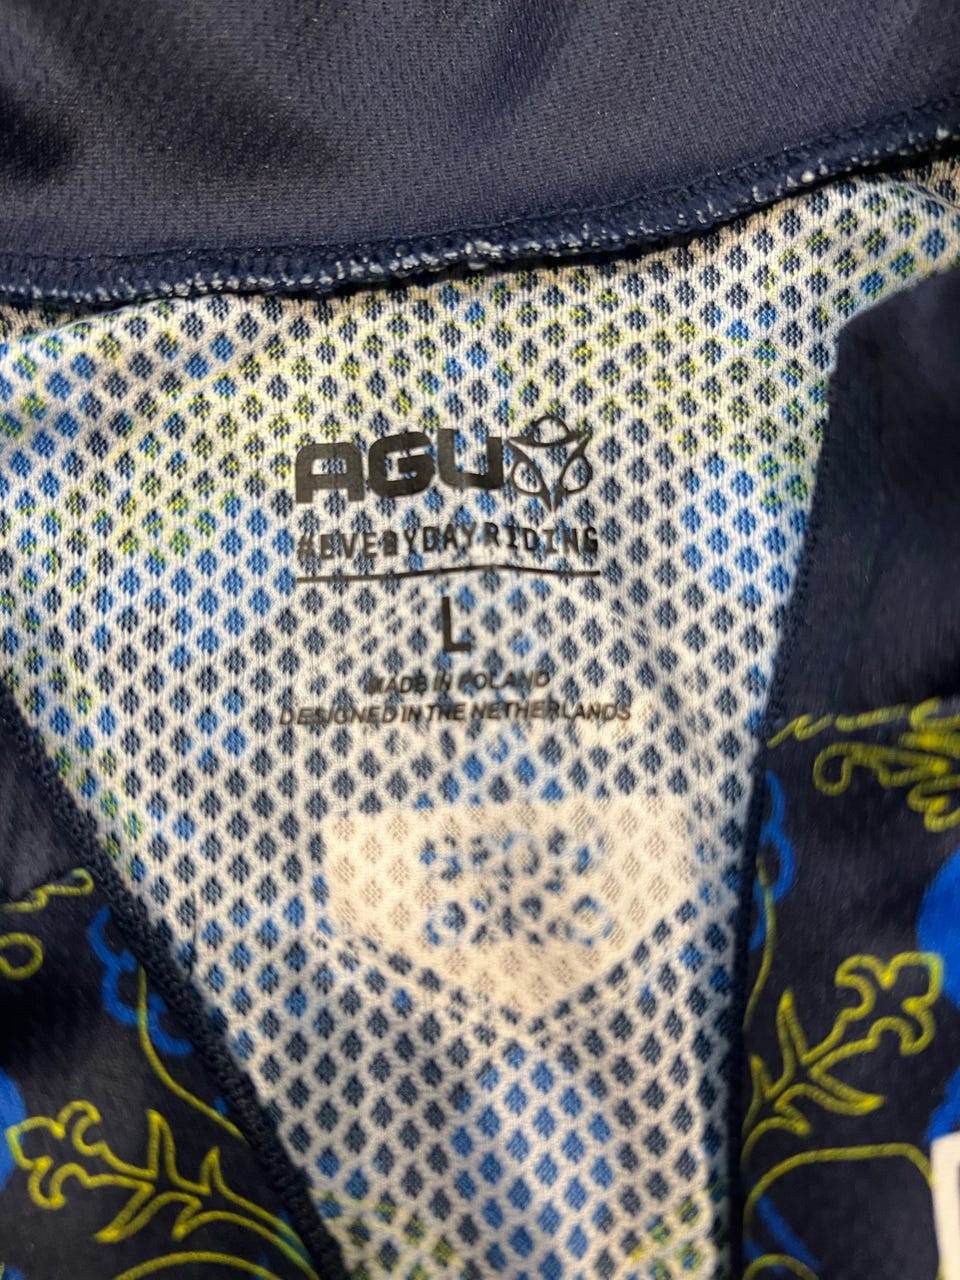 AGU
#EVERYDAYRIDING
L
MADE IN POLAND
DESIGNED IN THE NETHERLANDS